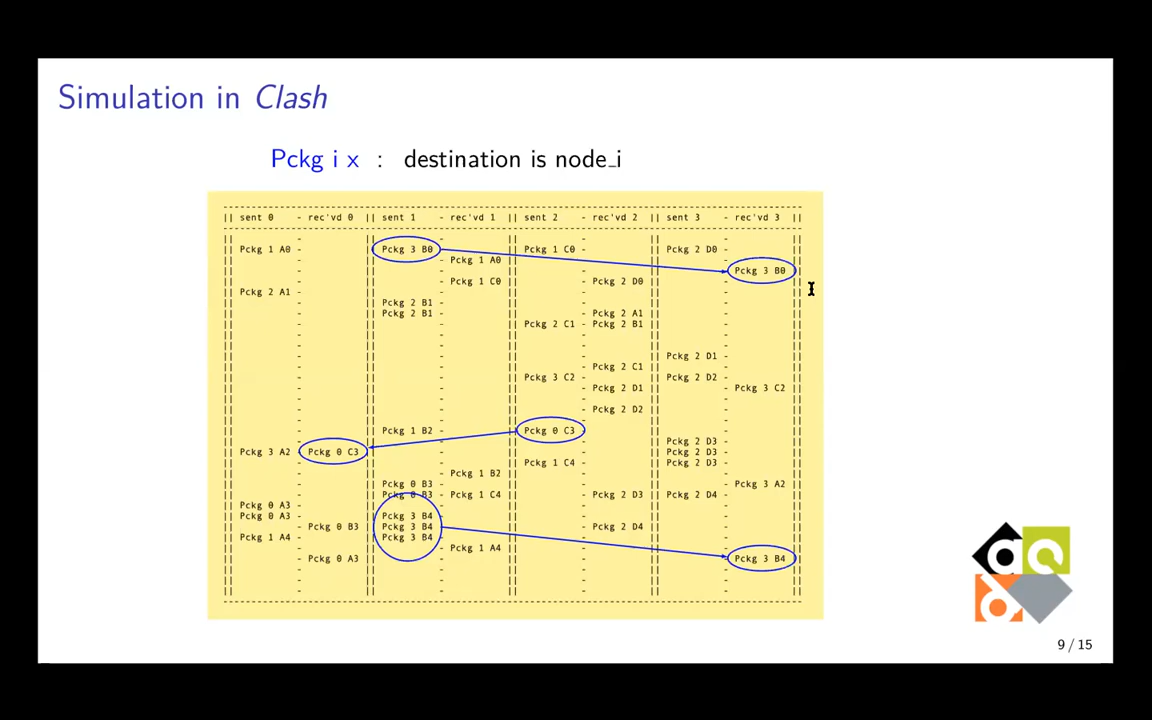 Simulation in Clash
Pckg i x : destination is node_i
|| sent 0 - rec'vd 0 || sent 1 - rec'vd 1 || sent 2 - rec'vd 2 || sent 3 - rec'vd 3 ||
Pckg 1 A0 - Pckg 3 B0 Pckg 1 C0 - Pckg 2 D0 -
Pckg 1 A0
Pckg 3 B0
Pckg 1 C0 Pckg 2 D0
Pckg 2 A1 -
Pckg 2 B1 -
Pckg 2 B1 - Pckg 2 A1
Pckg 2 C1 - Pckg 2 B1
Pckg 2 D1 -
Pckg 2 C1
Pckg 3 C2 - Pckg 2 D2 -
Pckg 2 D1 Pckg 3 C2
Pckg 2 D2
Pckg 1 B2 - Pckg 0 C3
Pckg 2 D3 -
Pckg 3 A2 - Pckg 0 C3 Pckg 2 D3 -
Pckg 1 C4 - Pckg 2 D3 -
Pckg 1 B2
Pckg 0 B3 - Pckg 3 A2
Pckg 0 B3 - Pckg 1 C4 Pckg 2 D3 Pckg 2 D4 -
Pckg 0 A3 -
Pckg 0 A3 - Pckg 3 B4
Pckg 0 B3 Pckg 3 B4 Pckg 2 D4
Pckg 1 A4 - Pckg 3 B4
Pckg 1 A4
Pckg 0 A3 Pckg 3 B4
9 / 15